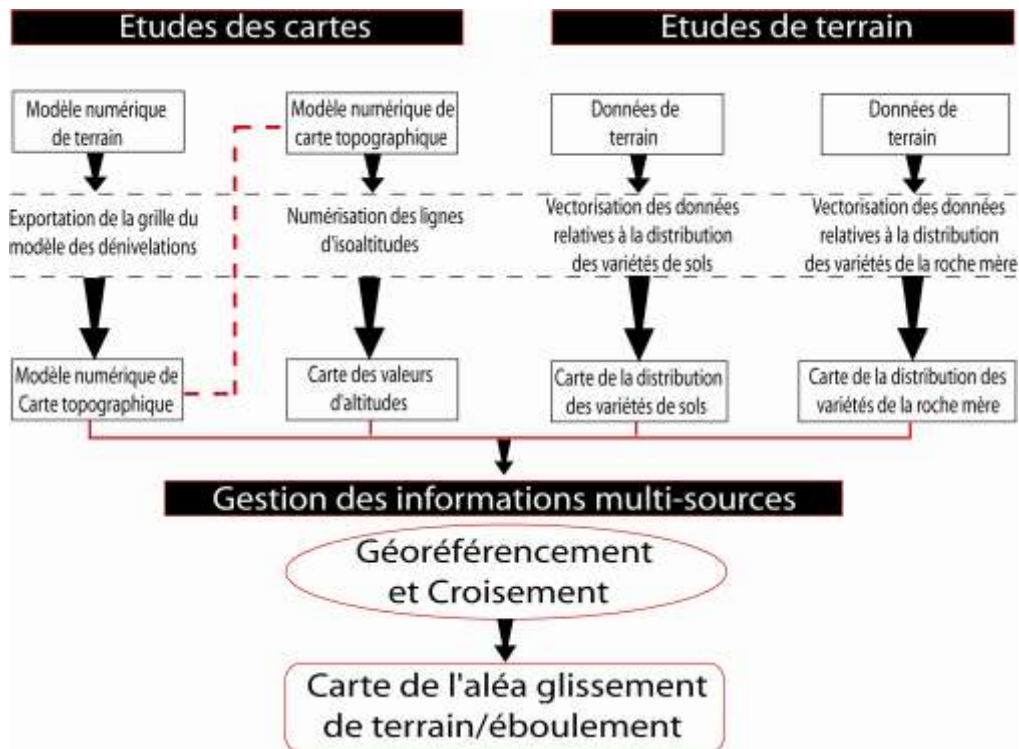 Etudes des cartes
Etudes de terrain
Modèle numérique
de terrain
Modèle numérique de
carte topographique
Données de
terrain
Données de
terrain
Exportation de la grille du
modèle des dénivelations
Numérisation des lignes
d'isoaltitudes
Vectorisation des données
relatives à la distribution
des variétés de sols
Vectorisation des données
relatives à la distribution
des variétés de la roche mère
Modèle numérique de
Carte topographique
Carte des valeurs
d'altitudes
Carte de la distribution
des variétés de sols
Carte de la distribution des
variétés de la roche mère
Gestion des informations multi-sources
Géoréférencement
et Croisement
Carte de l'aléa glissement
de terrain/éboulement